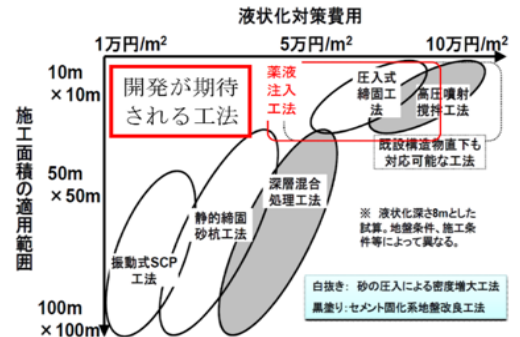 液状化対策費用
1万円/m²
5万円/m²
10万円/m²
施工面積の適用範囲
10m
×10m
50m
×50m
100m
×100m
開発が期待
される工法
薬液
注入
工法
圧入式
締固工
法
高圧噴射
撹拌工法
既設構造物直下も
対応可能な工法
深層混合
処理工法
静的締固
砂杭工法
振動式SCP
工法
※ 液状化深さ8mとした
試算。地盤条件、施工条
件等によって異なる。
白抜き: 砂の圧入による密度増大工法
黒塗り:セメント固化系地盤改良工法